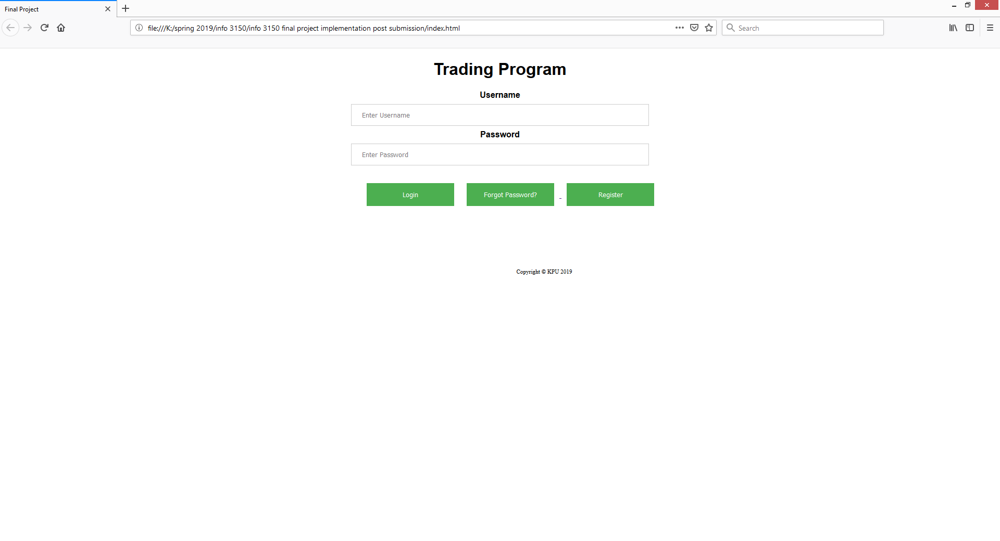 Final Project
file:///K:/spring 2019/info 3150/info 3150 final project implementation post submission/index.html
Search
Trading Program
Username
Enter Username
Password
Enter Password
Login
Forgot Password?
Register
Copyright © KPU 2019